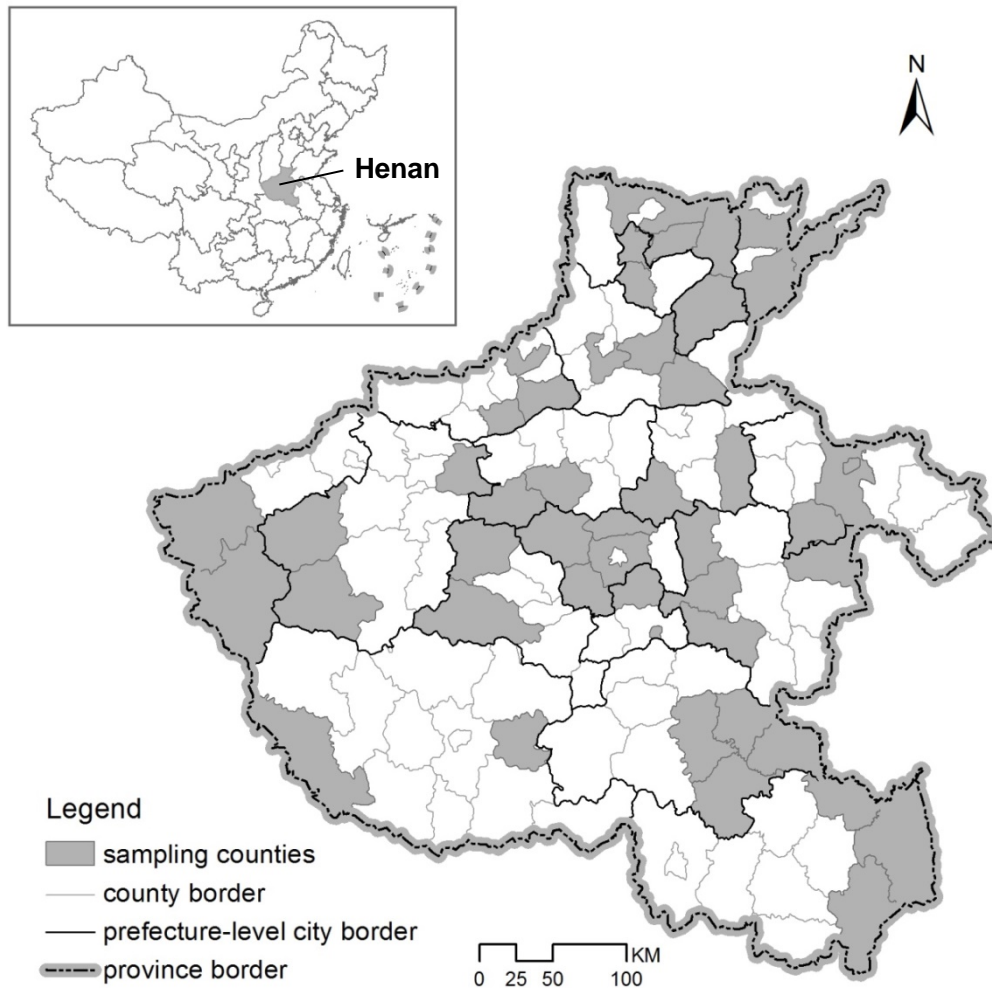 Henan
N
Legend
sampling counties
county border
prefecture-level city border
province border
KM
0 25 50 100